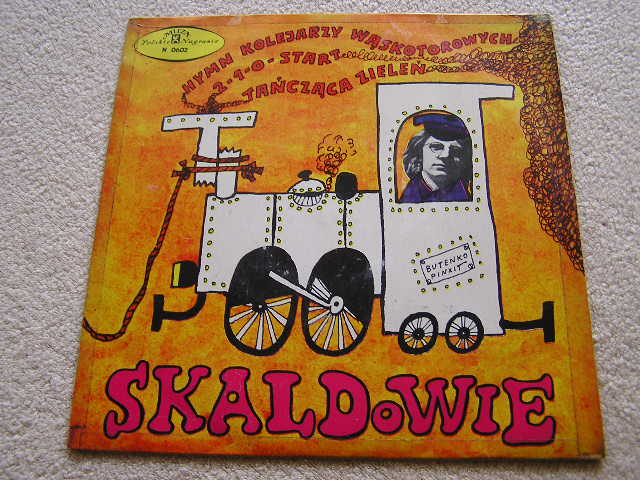 MUZA
Polskie Nagrania
N 0602
HYMN KOLEJARZY WĄSKOTOROWYCH
2-1-0-START
TAŃCZĄCA ZIELEŃ
BUTENKO
PINXIT
SKALDOWIE